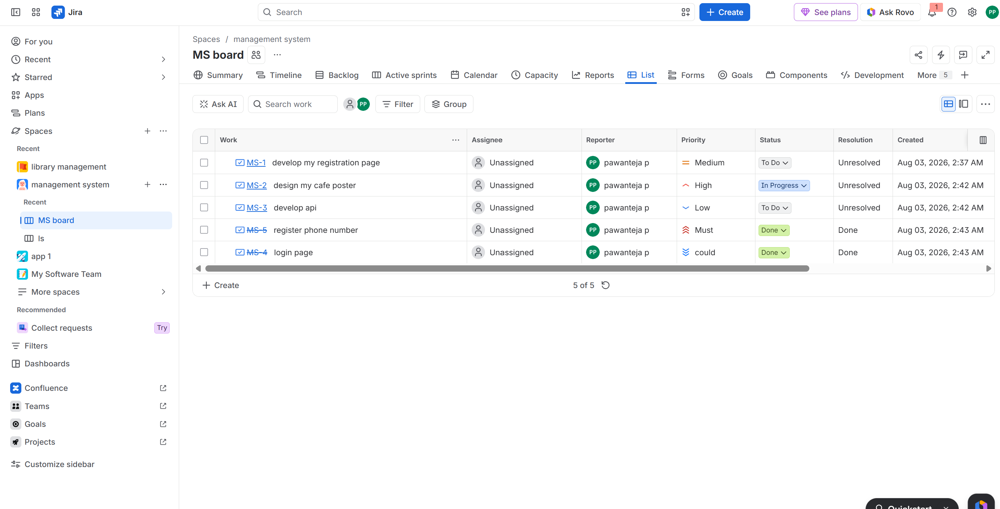 Jira
Search
Create
See plans
Ask Rovo
1
PP
For you
Recent
Starred
Apps
Plans
Spaces
Recent
library management
management system
Recent
MS board
ls
app 1
My Software Team
More spaces
Recommended
Collect requests Try
Filters
Dashboards
Confluence
Teams
Goals
Projects
Customize sidebar
Spaces / management system
MS board
Summary Timeline Backlog Active sprints Calendar Capacity Reports List Forms Goals Components Development More 5
Ask AI Search work PP Filter Group
Work Assignee Reporter Priority Status Resolution Created
MS-1 develop my registration page Unassigned PP pawanteja p Medium To Do Unresolved Aug 03, 2026, 2:37 AM
MS-2 design my cafe poster Unassigned PP pawanteja p High In Progress Unresolved Aug 03, 2026, 2:42 AM
MS-3 develop api Unassigned PP pawanteja p Low To Do Unresolved Aug 03, 2026, 2:42 AM
MS-5 register phone number Unassigned PP pawanteja p Must Done Done Aug 03, 2026, 2:43 AM
MS-4 login page Unassigned PP pawanteja p could Done Done Aug 03, 2026, 2:43 AM
Create
5 of 5
Quickstart